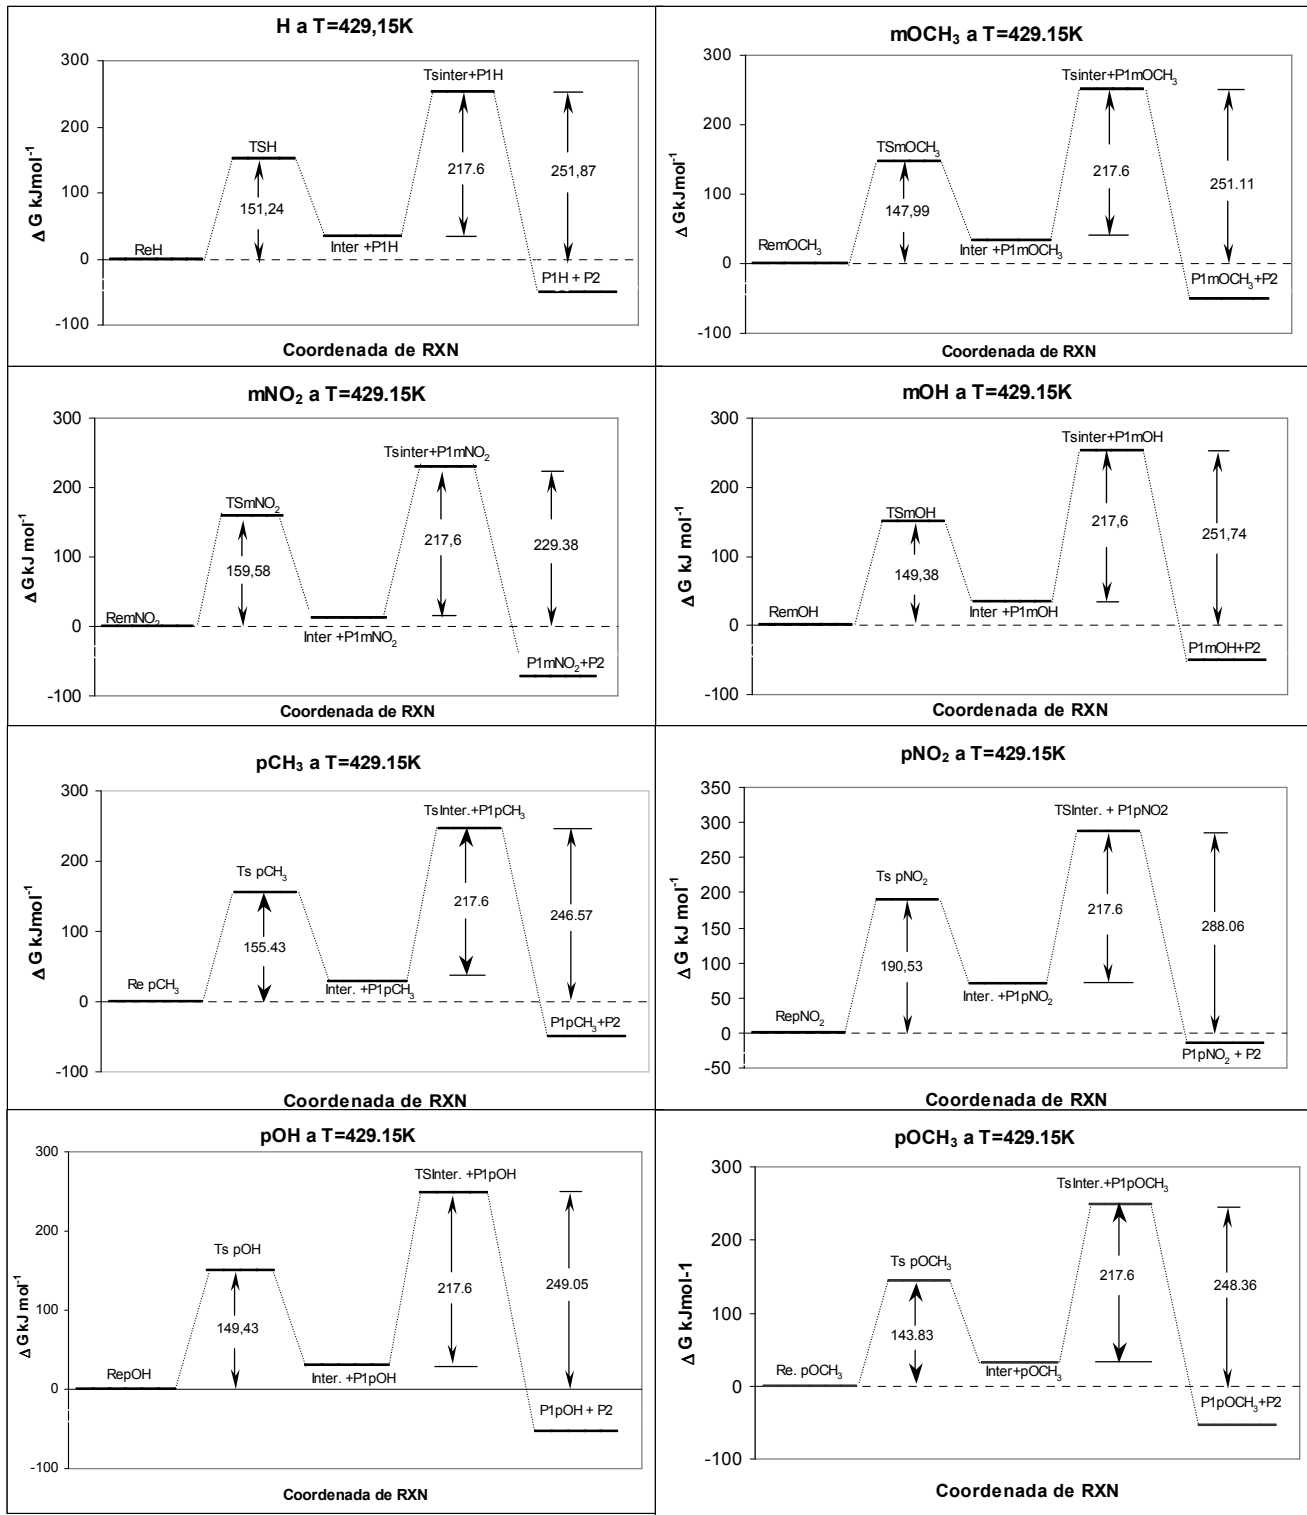 H a T=429,15K
Δ G kJmol-1
300
200
100
0
-100
ReH
TSH
151,24
Inter +P1H
Tsinter+P1H
217.6
251,87
P1H + P2
Coordenada de RXN
mOCH3 a T=429.15K
Δ GkJmol-1
300
200
100
0
-100
RemOCH3
TSmOCH3
147,99
Inter +P1mOCH3
Tsinter+P1mOCH3
217.6
251.11
P1mOCH3+P2
Coordenada de RXN
mNO2 a T=429.15K
Δ GkJ mol-1
300
200
100
0
-100
RemNO2
TSmNO2
159,58
Inter +P1mNO2
Tsinter+P1mNO2
217,6
229.38
P1mNO2+P2
Coordenada de RXN
mOH a T=429.15K
Δ G kJ mol-1
300
200
100
0
-100
RemOH
TSmOH
149,38
Inter +P1mOH
Tsinter+P1mOH
217,6
251,74
P1mOH+P2
Coordenada de RXN
pCH3 a T=429.15K
Δ G kJmol-1
300
200
100
0
-100
Re pCH3
Ts pCH3
155.43
Inter. +P1pCH3
TsInter.+P1pCH3
217.6
246.57
P1pCH3+P2
Coordenada de RXN
pNO2 a T=429.15K
Δ G kJ mol-1
350
300
250
200
150
100
50
0
-50
RepNO2
Ts pNO2
190,53
Inter. +P1pNO2
TSInter. + P1pNO2
217.6
288.06
P1pNO2 + P2
Coordenada de RXN
pOH a T=429.15K
Δ GkJ mol-1
300
200
100
0
-100
RepOH
Ts pOH
149,43
Inter. +P1pOH
TSInter. +P1pOH
217.6
249.05
P1pOH + P2
Coordenada de RXN
pOCH3 a T=429.15K
Δ G kJmol-1
300
200
100
0
-100
Re. pOCH3
Ts pOCH3
143.83
Inter+pOCH3
TsInter.+P1pOCH3
217.6
248.36
P1pOCH3+P2
Coordenada de RXN